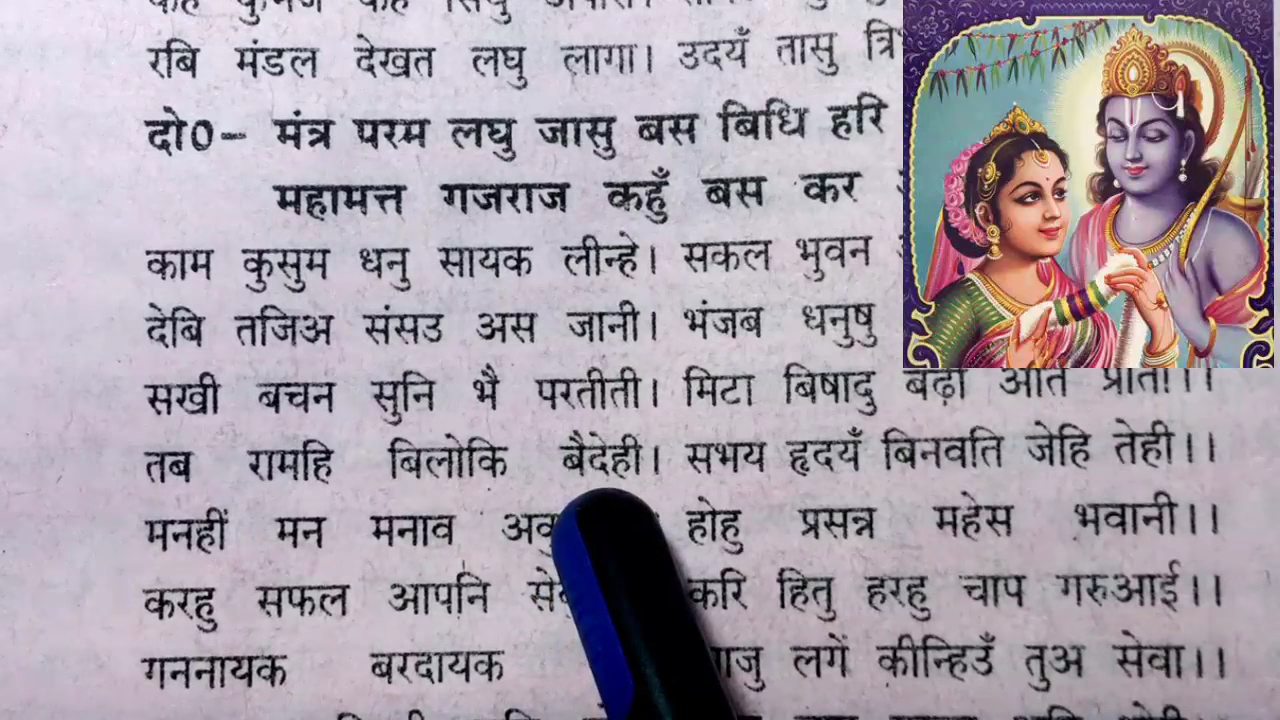 रबि मंडल देखत लघु लागा। उदयँ तासु
दो0- मंत्र परम लघु जासु बस बिधि हरि
महामत्त गजराज कहुँ बस कर
काम कुसुम धनु सायक लीन्हे। सकल भुवन
देबि तजिअ संसउ अस जानी। भंजब धनुषु
सखी बचन सुनि भै परतीती। मिटा बिषादु बढ़ी अति प्रीती।।
तब रामहि बिलोकि बैदेही। सभय हृदयँ बिनवति जेहि तेही।।
मनहीं मन मनाव होहु प्रसन्न महेस भवानी।।
करहु सफल आपनि करि हितु हरहु चाप गरुआई।।
गननायक बरदायक लगें कीन्हिउँ तुअ सेवा।।